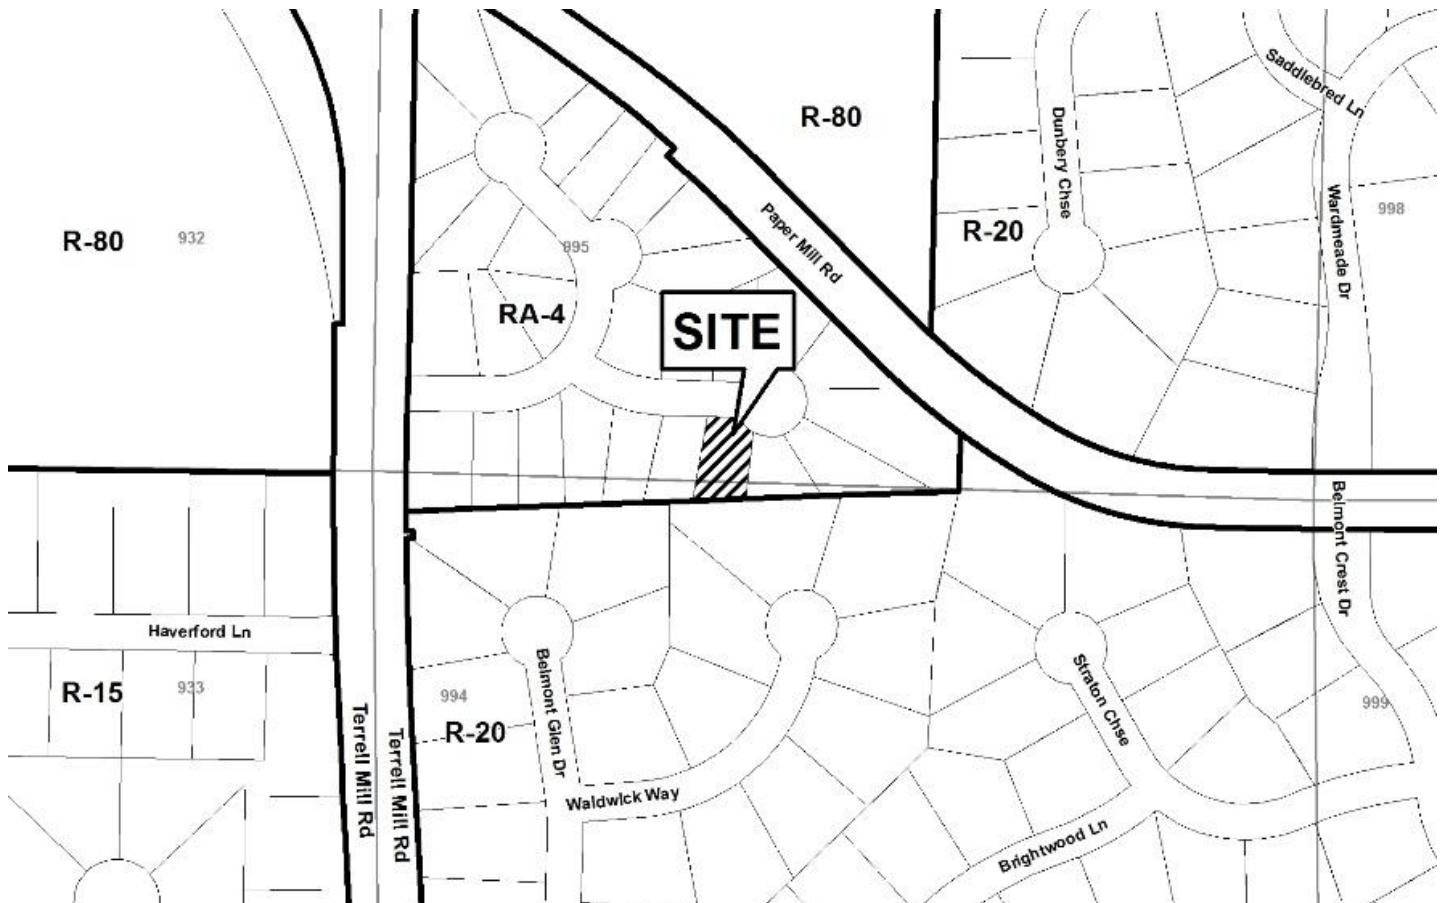 Saddlebred Ln
R-80
Dunbery Chse
Wardmeade Dr
998
R-80
932
995
Paper Mill Rd
R-20
RA-4
SITE
Belmont Crest Dr
Haverford Ln
R-15
933
994
R-20
Belmont Glen Dr
Straton Chse
999
Terrell Mill Rd
Terrell Mill Rd
Waldwick Way
Brightwood Ln